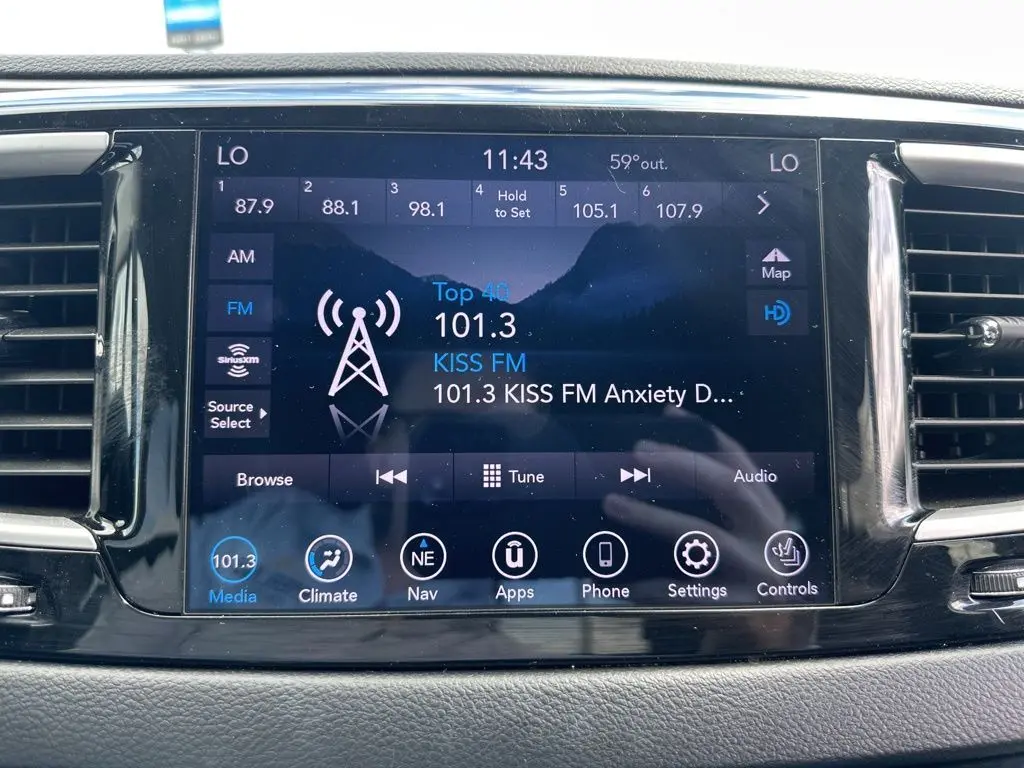 LO 11:43 59°out. LO
1 87.9 2 88.1 3 98.1 4 Hold to Set 5 105.1 6 107.9
AM
FM
SiriusXM
Source
Select
Top 40
101.3
KISS FM
101.3 KISS FM Anxiety D...
Map
HD
Browse Tune Audio
101.3 NE
Media Climate Nav Apps Phone Settings Controls